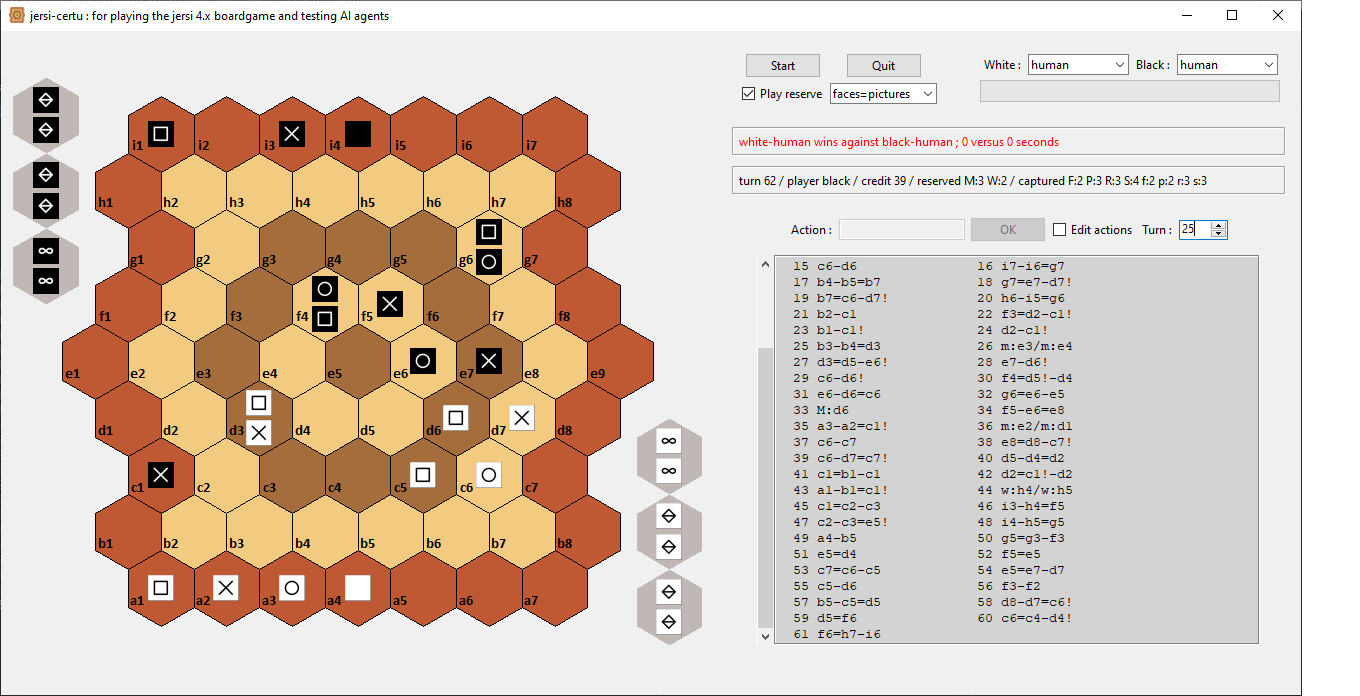 jersi-certu : for playing the jersi 4.x boardgame and testing AI agents
Start Quit White : human Black : human
Play reserve faces=pictures
white-human wins against black-human ; 0 versus 0 seconds
turn 62 / player black / credit 39 / reserved M:3 W:2 / captured F:2 P:3 R:3 S:4 f:2 p:2 r:3 s:3
Action : OK Edit actions Turn : 25
i1 i2 i3 i4 i5 i6 i7
h1 h2 h3 h4 h5 h6 h7 h8
g1 g2 g3 g4 g5 g6 g7
f1 f2 f3 f4 f5 f6 f7 f8
e1 e2 e3 e4 e5 e6 e7 e8 e9
d1 d2 d3 d4 d5 d6 d7 d8
c1 c2 c3 c4 c5 c6 c7
b1 b2 b3 b4 b5 b6 b7 b8
a1 a2 a3 a4 a5 a6 a7
15 c6-d6 16 i7-i6=g7
17 b4-b5=b7 18 g7=e7-d7!
19 b7=c6-d7! 20 h6-i5=g6
21 b2-c1 22 f3=d2-c1!
23 b1-c1! 24 d2-c1!
25 b3-b4=d3 26 m:e3/m:e4
27 d3=d5-e6! 28 e7-d6!
29 c6-d6! 30 f4=d5!-d4
31 e6-d6=c6 32 g6=e6-e5
33 M:d6 34 f5-e6=e8
35 a3-a2=c1! 36 m:e2/m:d1
37 c6-c7 38 e8=d8-c7!
39 c6-d7=c7! 40 d5-d4=d2
41 c1=b1-c1 42 d2=c1!-d2
43 a1-b1=c1! 44 w:h4/w:h5
45 c1=c2-c3 46 i3-h4=f5
47 c2-c3=e5! 48 i4-h5=g5
49 a4-b5 50 g5=g3-f3
51 e5=d4 52 f5=e5
53 c7=c6-c5 54 e5=e7-d7
55 c5-d6 56 f3-f2
57 b5-c5=d5 58 d8-d7=c6!
59 d5=f6 60 c6=c4-d4!
61 f6=h7-i6